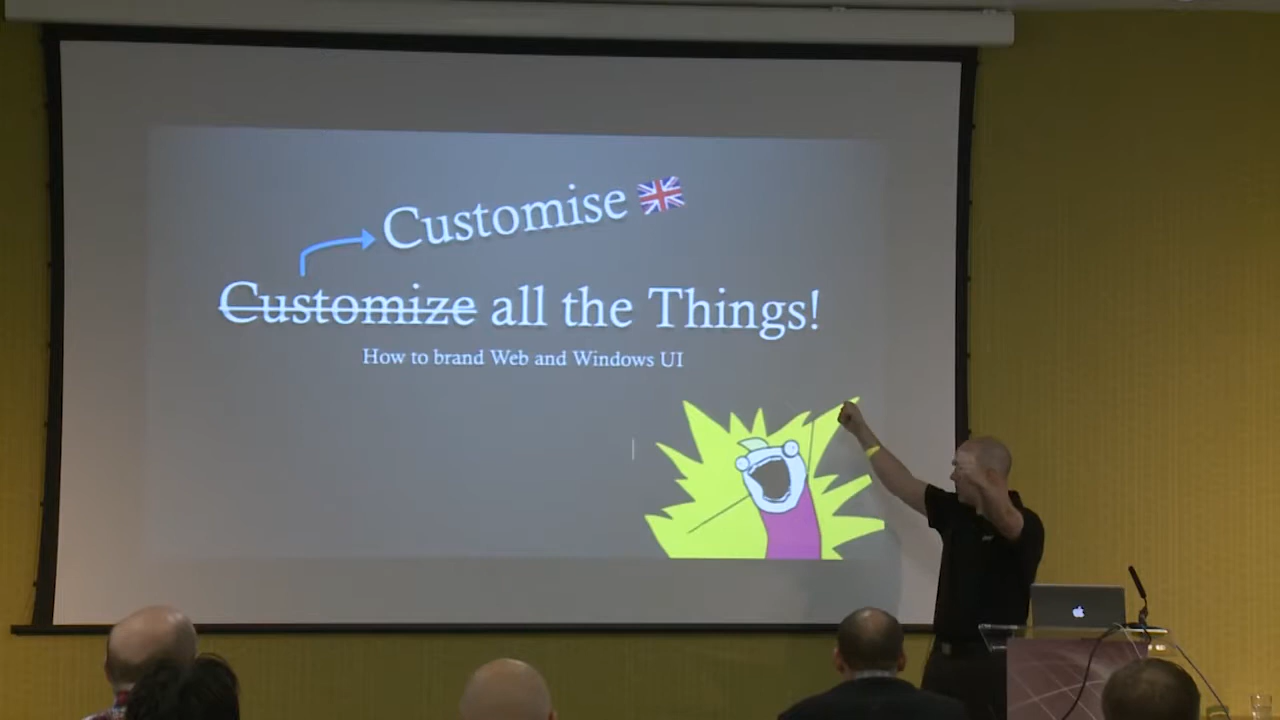 Customise 🇬🇧
Customize all the Things!
How to brand Web and Windows UI